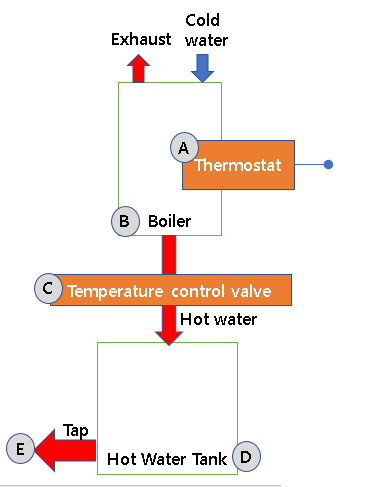 Cold
Exhaust water
A
Thermostat
B Boiler
C Temperature control valve
Hot water
Tap
E
Hot Water Tank D